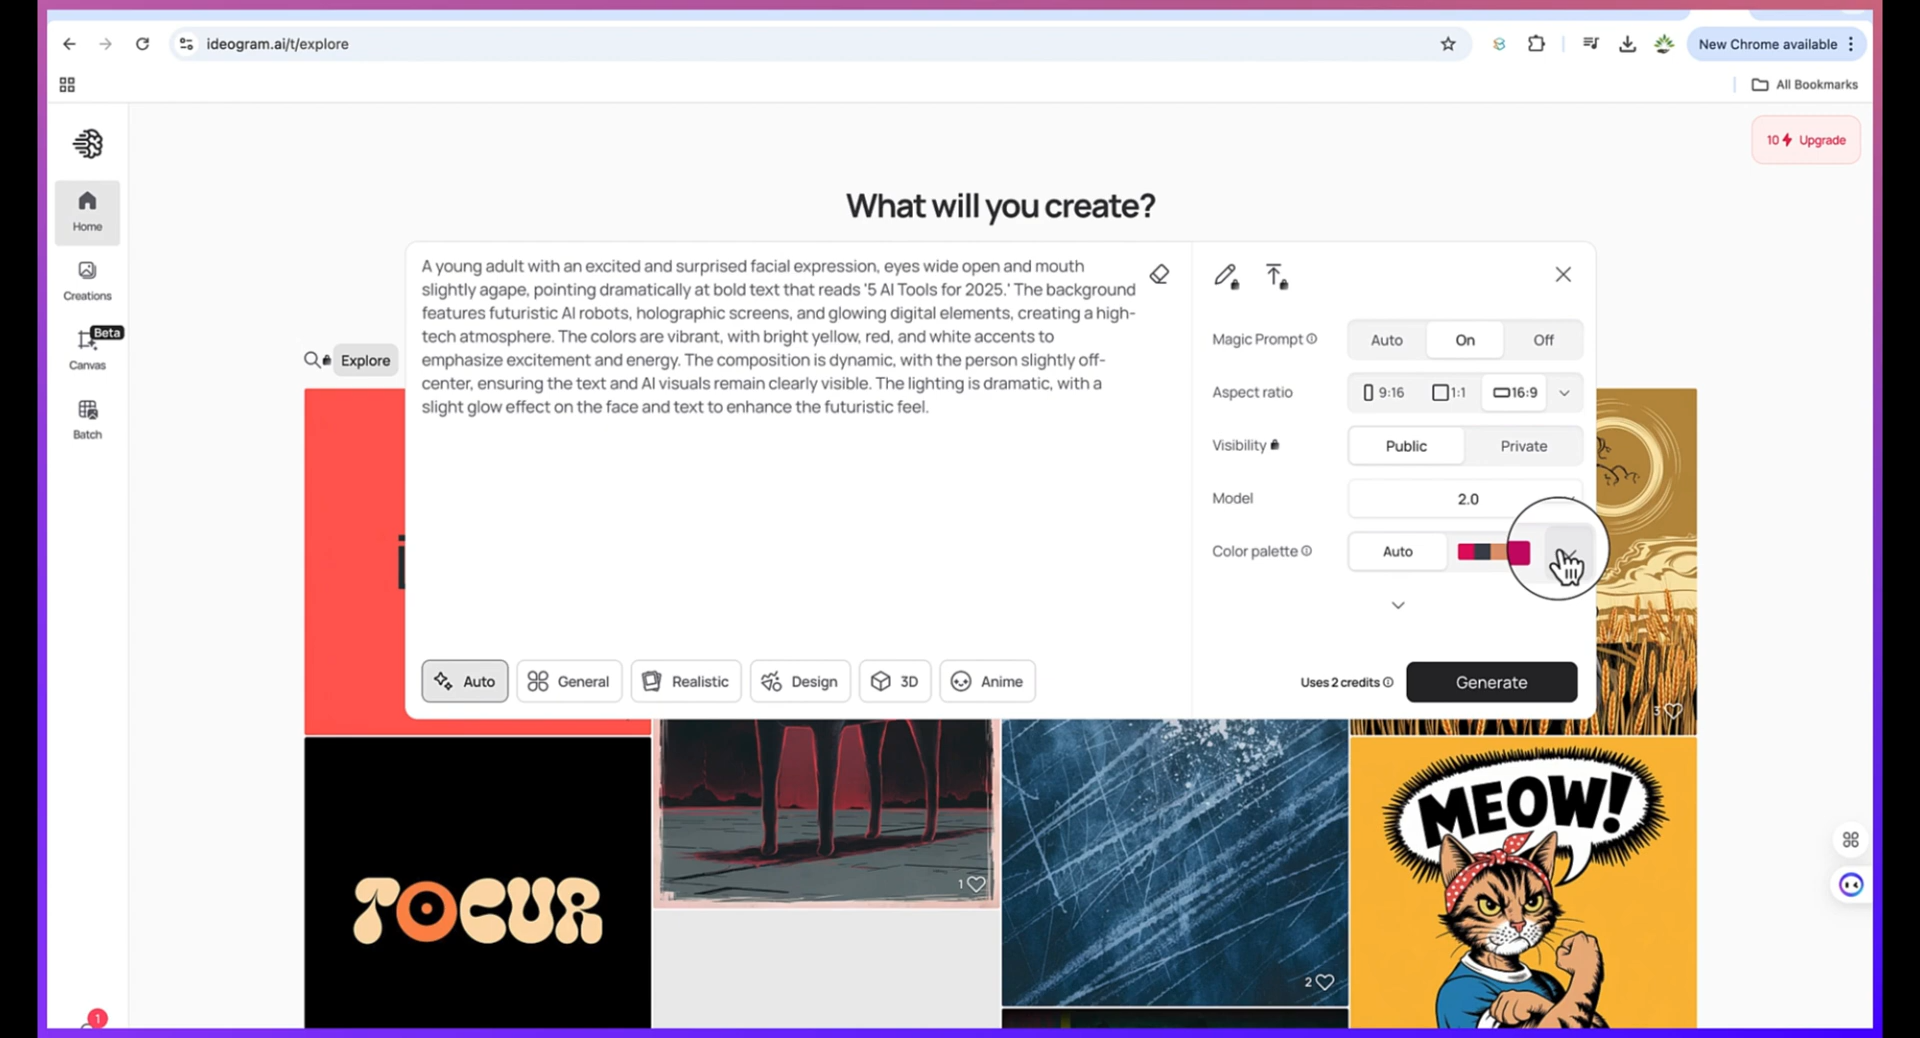 ideogram.ai/t/explore
New Chrome available
All Bookmarks
10 Upgrade
Home
Creations
Beta
Canvas
Batch
1
What will you create?
Explore
A young adult with an excited and surprised facial expression, eyes wide open and mouth
slightly agape, pointing dramatically at bold text that reads '5 AI Tools for 2025.' The background
features futuristic AI robots, holographic screens, and glowing digital elements, creating a high-
tech atmosphere. The colors are vibrant, with bright yellow, red, and white accents to
emphasize excitement and energy. The composition is dynamic, with the person slightly off-
center, ensuring the text and AI visuals remain clearly visible. The lighting is dramatic, with a
slight glow effect on the face and text to enhance the futuristic feel.
Magic Prompt Auto On Off
Aspect ratio 9:16 1:1 16:9
Visibility Public Private
Model 2.0
Color palette Auto
Auto General Realistic Design 3D Anime
Uses 2 credits Generate
3
TOCUR
1
2
MEOW!